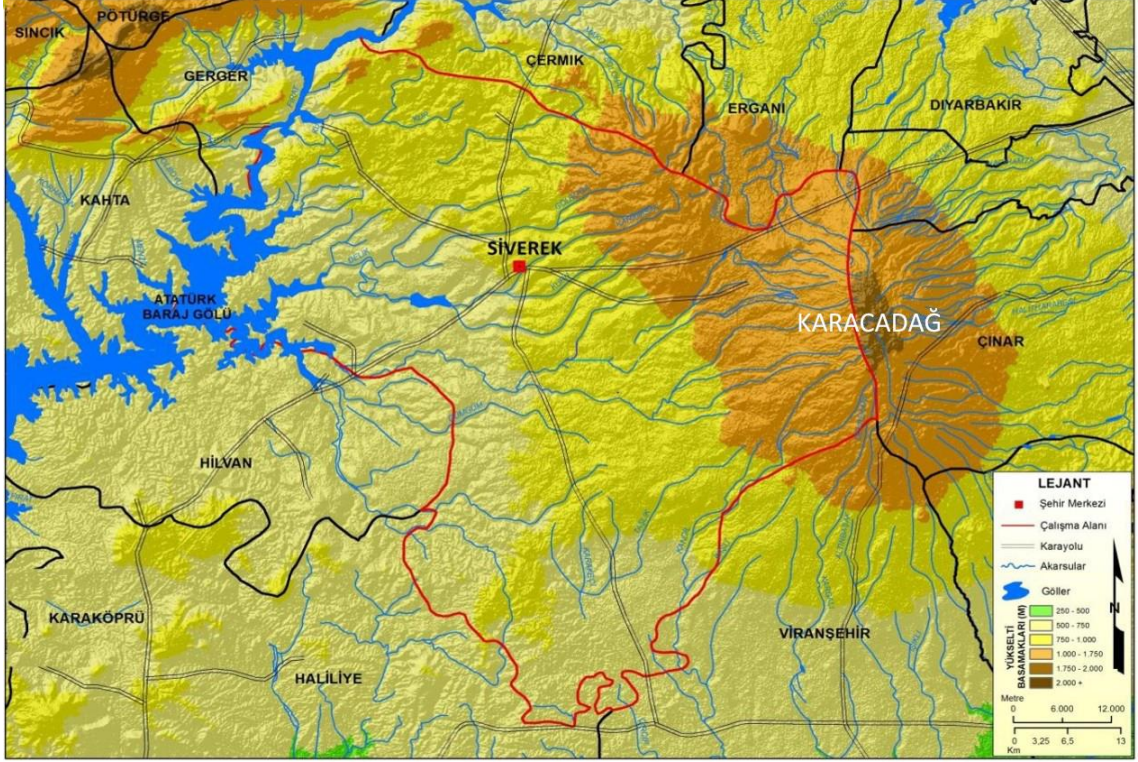 PÖTÜRGE
SİNCİK
GERGER
ÇERMİK
ERGANİ
DİYARBAKIR
KAHTA
SİVEREK
ATATÜRK
BARAJ GÖLÜ
KARACADAĞ
ÇINAR
HİLVAN
KARAKÖPRÜ
VİRANŞEHİR
HALİLİYE
LEJANT
Şehir Merkezi
Çalışma Alanı
Karayolu
Akarsular
Göller
YÜKSELTİ
BASAMAKLARI (M)
250 - 500
500 - 750
750 - 1.000
1.000 - 1.750
1.750 - 2.000
2.000 +
N
Metre
0 6.000 12.000
0 3,25 6,5 13
Km